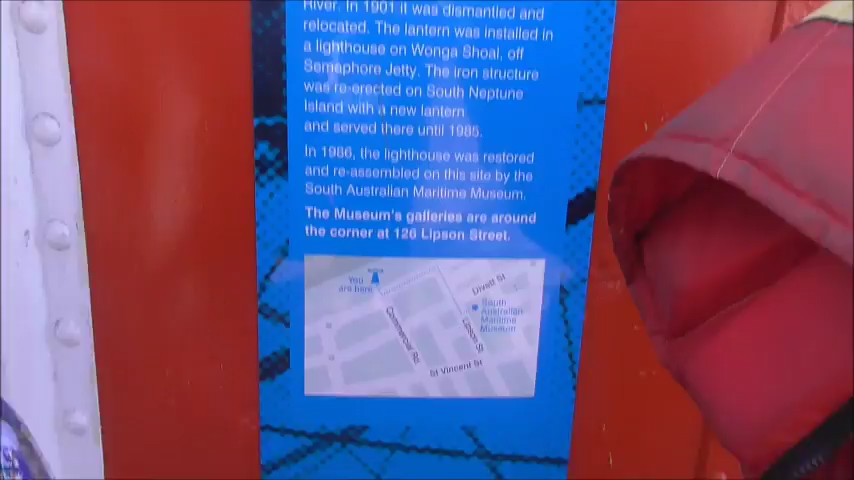 River. In 1901 it was dismantled and
relocated. The lantern was installed in
a lighthouse on Wonga Shoal, off
Semaphore Jetty. The iron structure
was re-erected on South Neptune
Island with a new lantern
and served there until 1985.
In 1986, the lighthouse was restored
and re-assembled on this site by the
South Australian Maritime Museum.
The Museum's galleries are around
the corner at 126 Lipson Street.
You
are here
Divett St
South
Australian
Maritime
Museum
Commercial Rd
Lipson St
St Vincent St